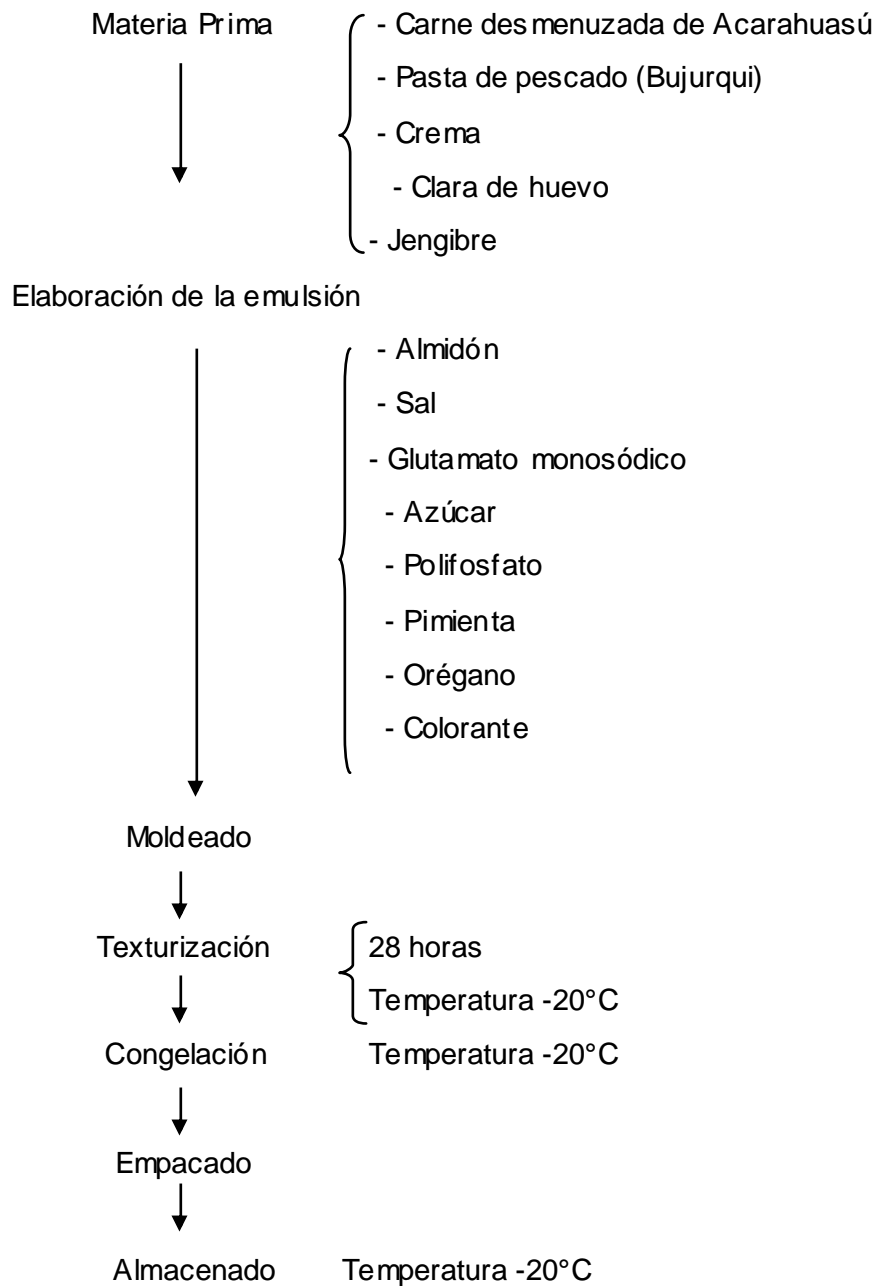 Materia Prima
- Carne desmenuzada de Acarahuasú
- Pasta de pescado (Bujurqui)
- Crema
- Clara de huevo
- Jengibre
Elaboración de la emulsión
- Almidón
- Sal
- Glutamato monosódico
- Azúcar
- Polifosfato
- Pimienta
- Orégano
- Colorante
Moldeado
Texturización
28 horas
Temperatura -20°C
Congelación Temperatura -20°C
Empacado
Almacenado Temperatura -20°C